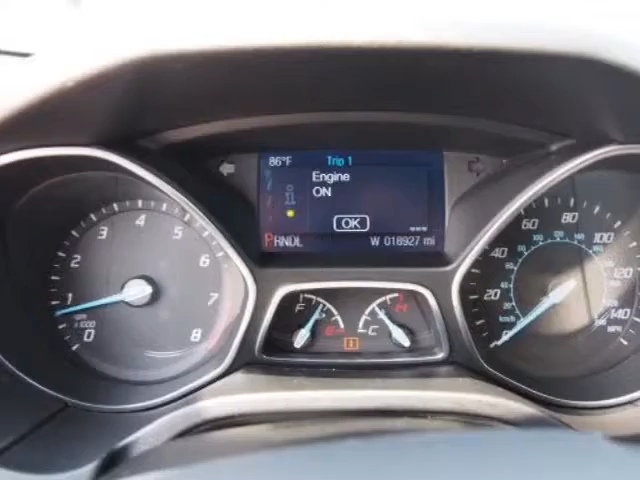 86°F Trip 1
Engine
ON
OK
PRNDL W 018927 mi
0 1 2 3 4 5 6 7 8
x1000
F E C H
0 20 40 60 80 100 120 140
km/h
MPH